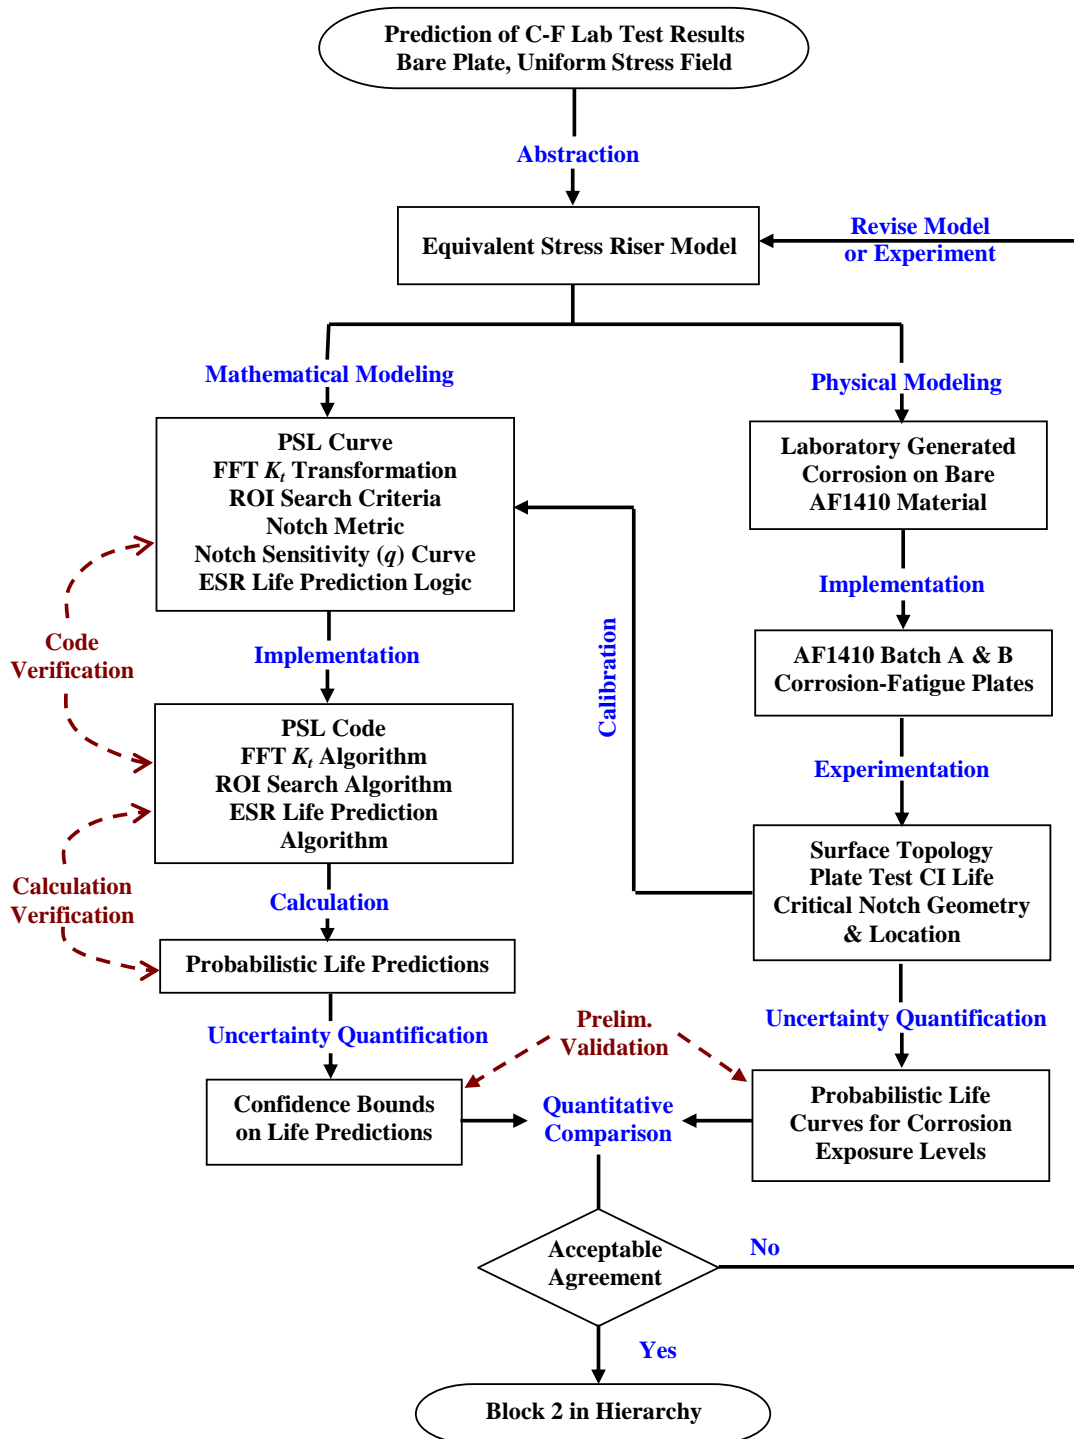 Prediction of C-F Lab Test Results
Bare Plate, Uniform Stress Field
Abstraction
Equivalent Stress Riser Model
Revise Model
or Experiment
Mathematical Modeling
Physical Modeling
PSL Curve
FFT Kt Transformation
ROI Search Criteria
Notch Metric
Notch Sensitivity (q) Curve
ESR Life Prediction Logic
Laboratory Generated
Corrosion on Bare
AF1410 Material
Code
Verification
Implementation
Calibration
Implementation
AF1410 Batch A & B
Corrosion-Fatigue Plates
PSL Code
FFT Kt Algorithm
ROI Search Algorithm
ESR Life Prediction
Algorithm
Experimentation
Surface Topology
Plate Test CI Life
Critical Notch Geometry
& Location
Calculation
Verification
Calculation
Probabilistic Life Predictions
Uncertainty Quantification
Prelim.
Validation
Uncertainty Quantification
Confidence Bounds
on Life Predictions
Quantitative
Comparison
Probabilistic Life
Curves for Corrosion
Exposure Levels
Acceptable
Agreement
No
Yes
Block 2 in Hierarchy